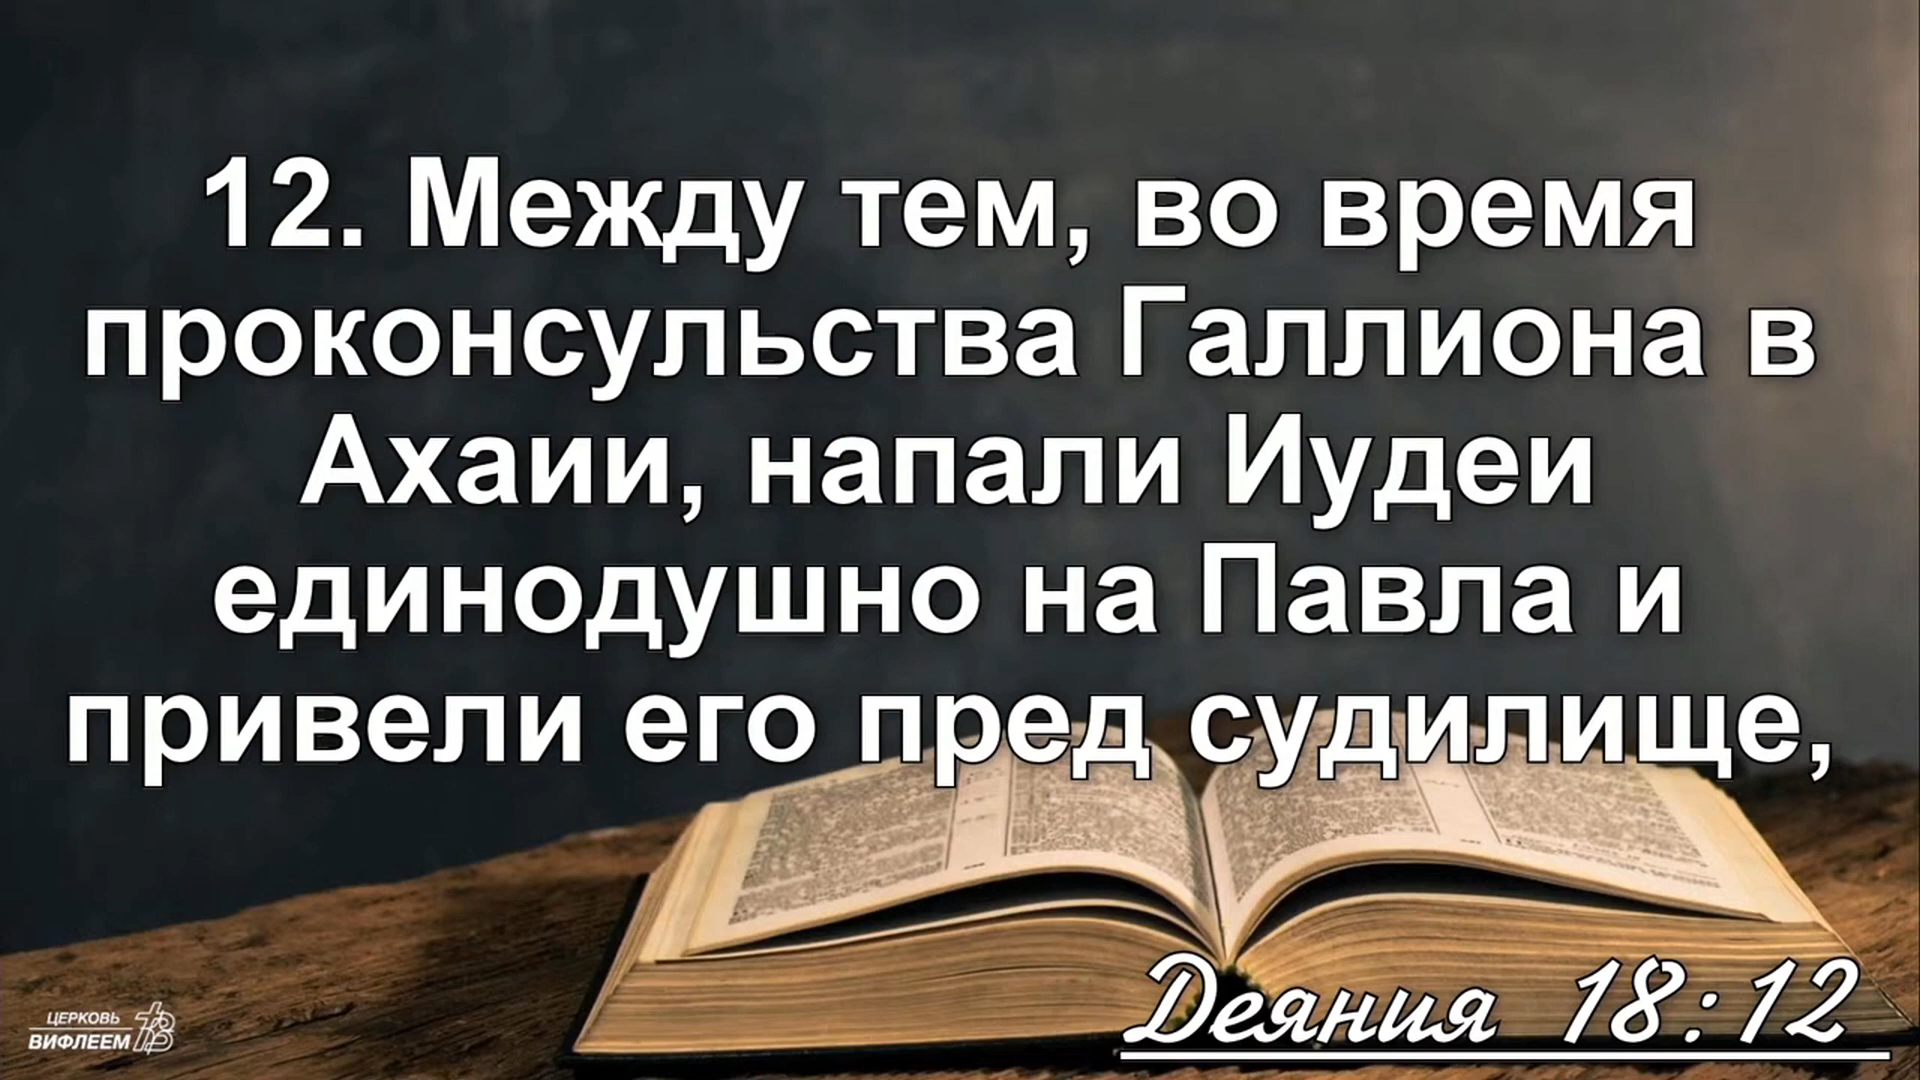 12. Между тем, во время
проконсульства Галлиона в
Ахаии, напали Иудеи
единодушно на Павла и
привели его пред судилище,
Деяния 18:12
ЦЕРКОВЬ
ВИФЛЕЕМ